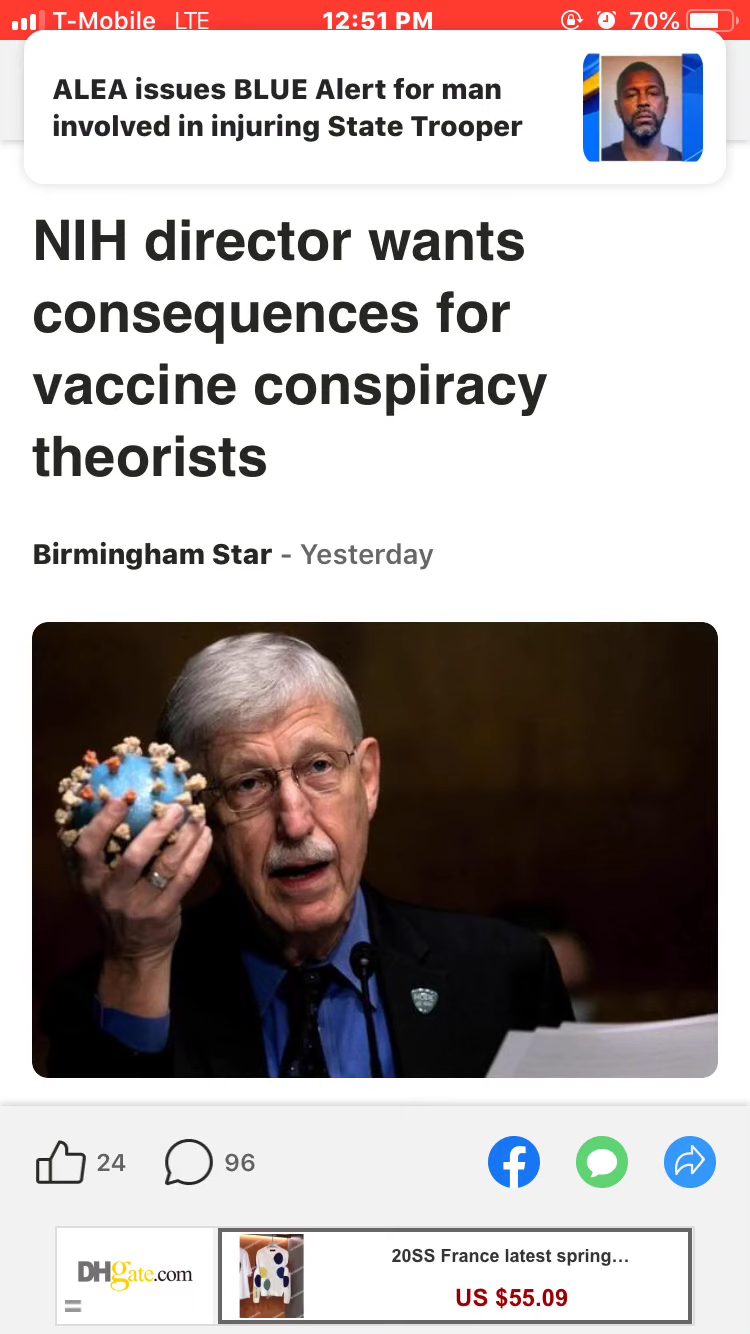 T-Mobile LTE 12:51 PM 70%
ALEA issues BLUE Alert for man
involved in injuring State Trooper
NIH director wants
consequences for
vaccine conspiracy
theorists
Birmingham Star - Yesterday
24 96
DHgate.com
20SS France latest spring...
US $55.09